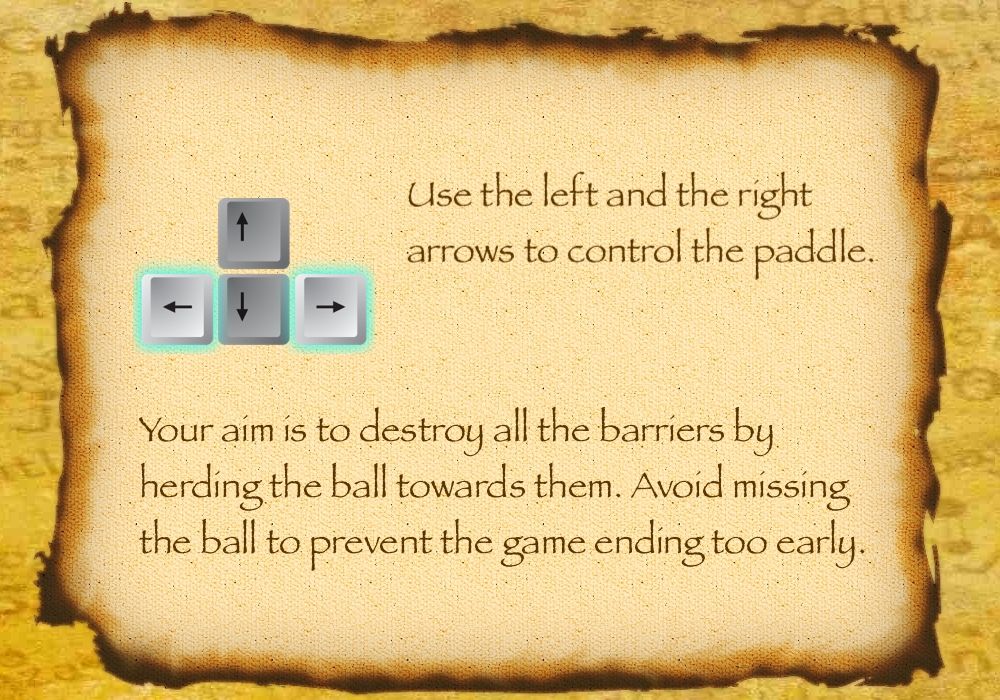 Use the left and the right
arrows to control the paddle.
↑
← ↓ →
Your aim is to destroy all the barriers by
herding the ball towards them. Avoid missing
the ball to prevent the game ending too early.